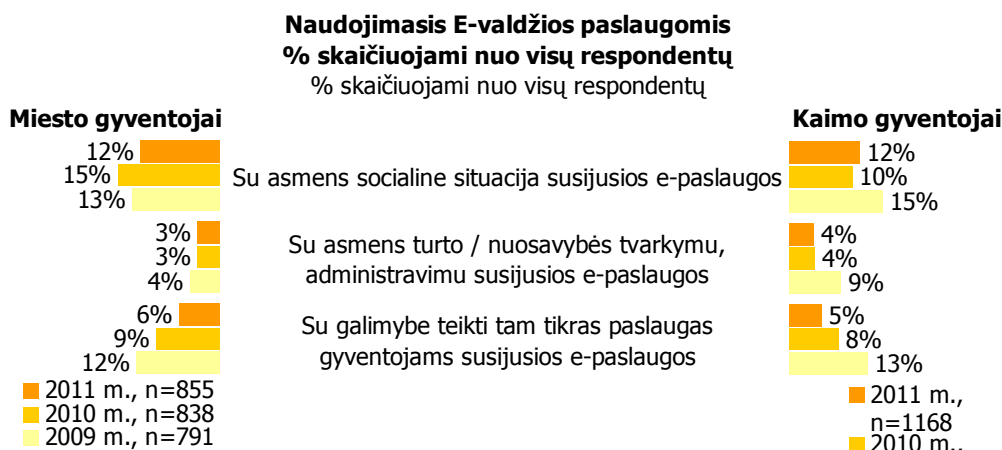 Naudojimasis E-valdžios paslaugomis
% skaičiuojami nuo visų respondentų
% skaičiuojami nuo visų respondentų
Miesto gyventojai
Kaimo gyventojai
12%
15%
13%
Su asmens socialine situacija susijusios e-paslaugos
12%
10%
15%
3%
3%
4%
Su asmens turto / nuosavybės tvarkymu,
administravimu susijusios e-paslaugos
4%
4%
9%
6%
9%
12%
Su galimybe teikti tam tikras paslaugas
gyventojams susijusios e-paslaugos
5%
8%
13%
2011 m., n=855
2010 m., n=838
2009 m., n=791
2011 m.,
n=1168
2010 m.,